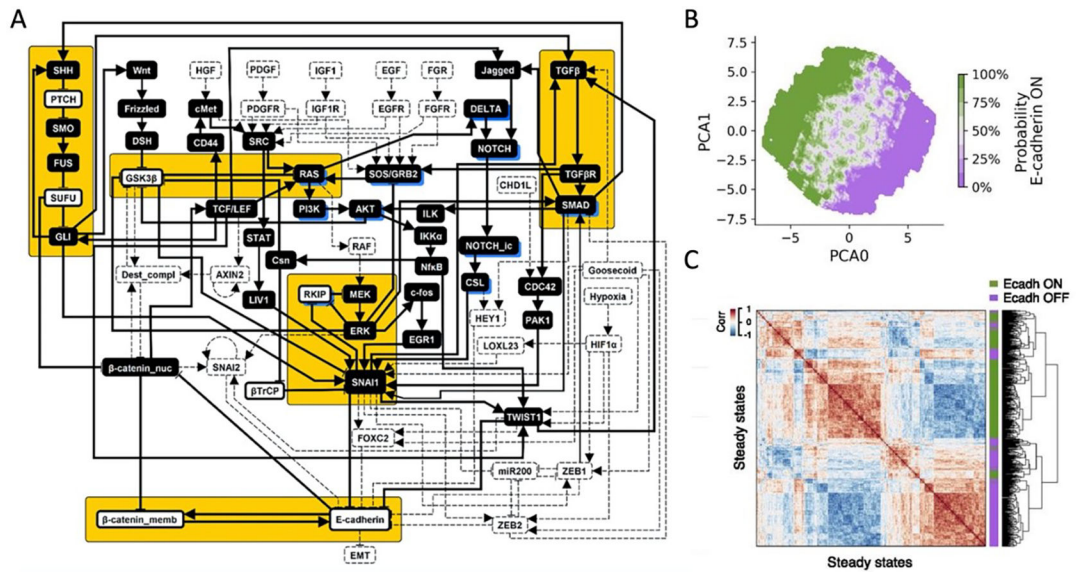 A
B
SHH
PTCH
SMO
FUS
SUFU
GLI
Wnt
Frizzled
DSH
GSK3β
HGF
cMet
CD44
PDGF
PDGFR
SRC
IGF1
IGF1R
EGF
EGFR
FGR
FGFR
Jagged
DELTA
NOTCH
TGFβ
TGFβR
SMAD
RAS
SOS/GRB2
CHD1L
TCF/LEF
PI3K
AKT
ILK
IKKα
NfκB
STAT
Csn
RAF
NOTCH_ic
CSL
Goosecoid
Dest_compl
AXIN2
LIV1
RKIP
MEK
ERK
c-fos
EGR1
HEY1
CDC42
PAK1
Hypoxia
LOXL23
HIF1α
β-catenin_nuc
SNAI2
βTrCP
SNAI1
TWIST1
FOXC2
miR200
ZEB1
ZEB2
β-catenin_memb
E-cadherin
EMT
7.5
5.0
2.5
0.0
−2.5
−5.0
−7.5
PCA1
−5
0
5
PCA0
100%
75%
50%
25%
0%
Probability
E-cadherin ON
C
Corr
1
0
-1
Ecadh ON
Ecadh OFF
Steady states
Steady states